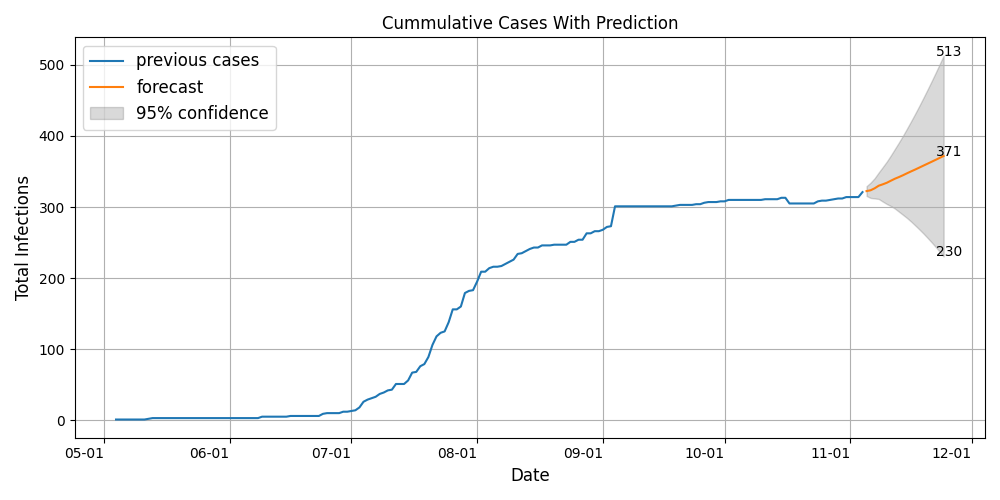 Cummulative Cases With Prediction
previous cases
forecast
95% confidence
Total Infections
500
400
300
200
100
0
513
371
230
05-01
06-01
07-01
08-01
09-01
10-01
11-01
12-01
Date